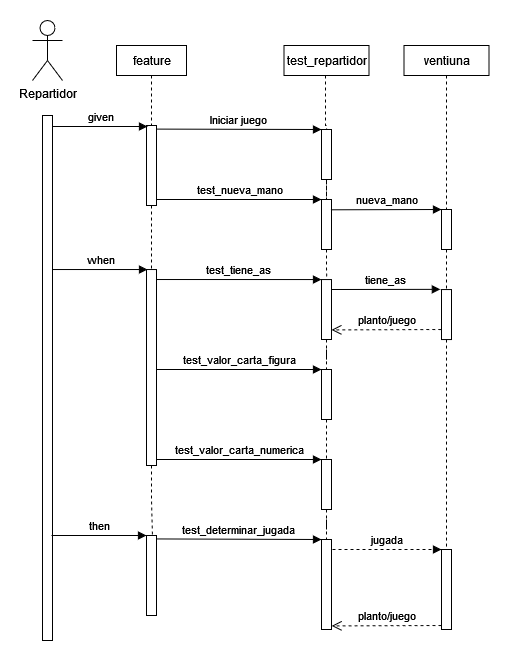 feature
test_repartidor
ventiuna
Repartidor
given
Iniciar juego
test_nueva_mano
nueva_mano
when
test_tiene_as
tiene_as
planto/juego
test_valor_carta_figura
test_valor_carta_numerica
then
test_determinar_jugada
jugada
planto/juego